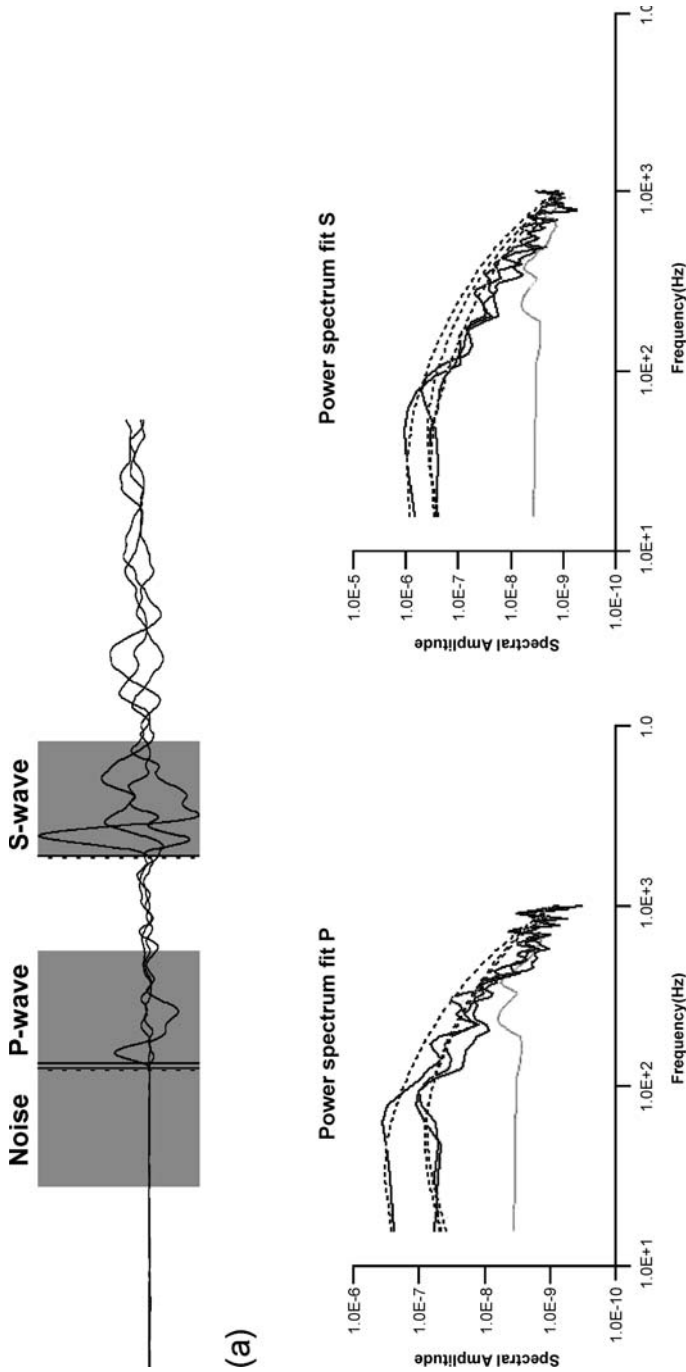 Noise P-wave S-wave
(a)
Power spectrum fit P
Spectral Amplitude
1.0E-6
1.0E-7
1.0E-8
1.0E-9
1.0E-10
1.0E+1
1.0E+2
1.0E+3
1.0
Frequency(Hz)
Power spectrum fit S
Spectral Amplitude
1.0E-5
1.0E-6
1.0E-7
1.0E-8
1.0E-9
1.0E-10
1.0E+1
1.0E+2
1.0E+3
Frequency(Hz)